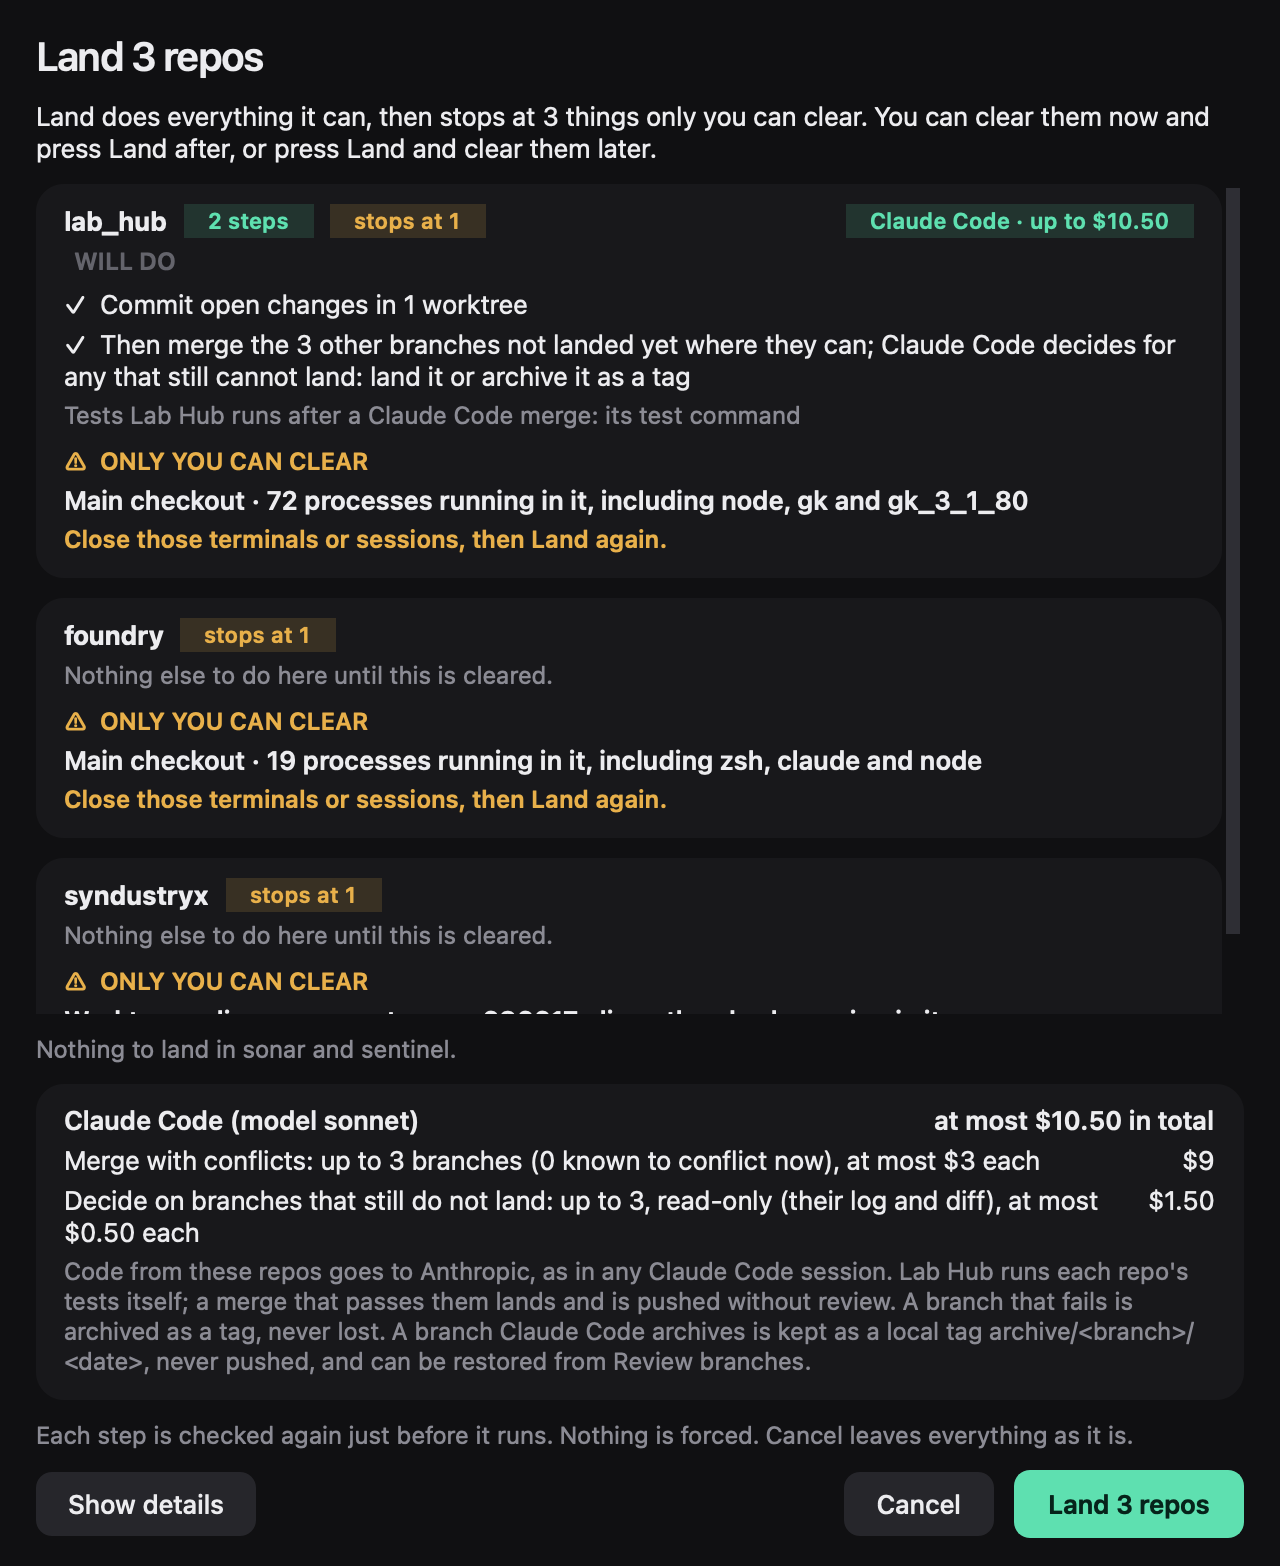 Land 3 repos
Land does everything it can, then stops at 3 things only you can clear. You can clear them now and
press Land after, or press Land and clear them later.
lab_hub 2 steps stops at 1 Claude Code · up to $10.50
WILL DO
✓ Commit open changes in 1 worktree
✓ Then merge the 3 other branches not landed yet where they can; Claude Code decides for
any that still cannot land: land it or archive it as a tag
Tests Lab Hub runs after a Claude Code merge: its test command
⚠ ONLY YOU CAN CLEAR
Main checkout · 72 processes running in it, including node, gk and gk_3_1_80
Close those terminals or sessions, then Land again.
foundry stops at 1
Nothing else to do here until this is cleared.
⚠ ONLY YOU CAN CLEAR
Main checkout · 19 processes running in it, including zsh, claude and node
Close those terminals or sessions, then Land again.
syndustryx stops at 1
Nothing else to do here until this is cleared.
⚠ ONLY YOU CAN CLEAR
Nothing to land in sonar and sentinel.
Claude Code (model sonnet) at most $10.50 in total
Merge with conflicts: up to 3 branches (0 known to conflict now), at most $3 each $9
Decide on branches that still do not land: up to 3, read-only (their log and diff), at most $1.50
$0.50 each
Code from these repos goes to Anthropic, as in any Claude Code session. Lab Hub runs each repo's
tests itself; a merge that passes them lands and is pushed without review. A branch that fails is
archived as a tag, never lost. A branch Claude Code archives is kept as a local tag archive/<branch>/
<date>, never pushed, and can be restored from Review branches.
Each step is checked again just before it runs. Nothing is forced. Cancel leaves everything as it is.
Show details Cancel Land 3 repos